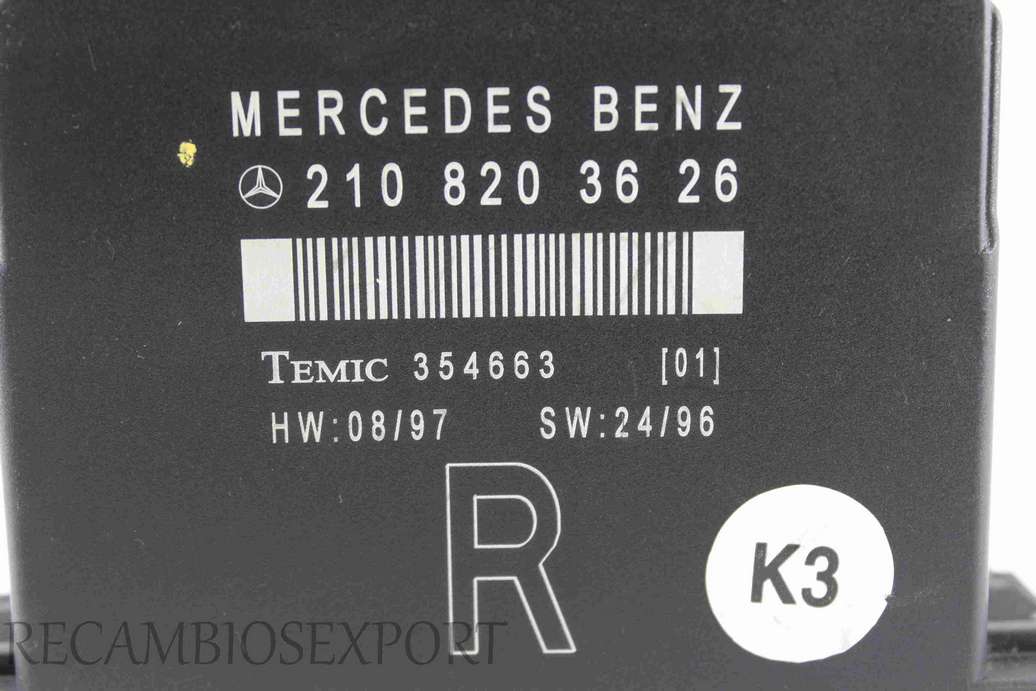 MERCEDES BENZ
210 820 36 26
TEMIC 354663 [01]
HW:08/97 SW:24/96
R
K3
RECAMBIOSEXPORT